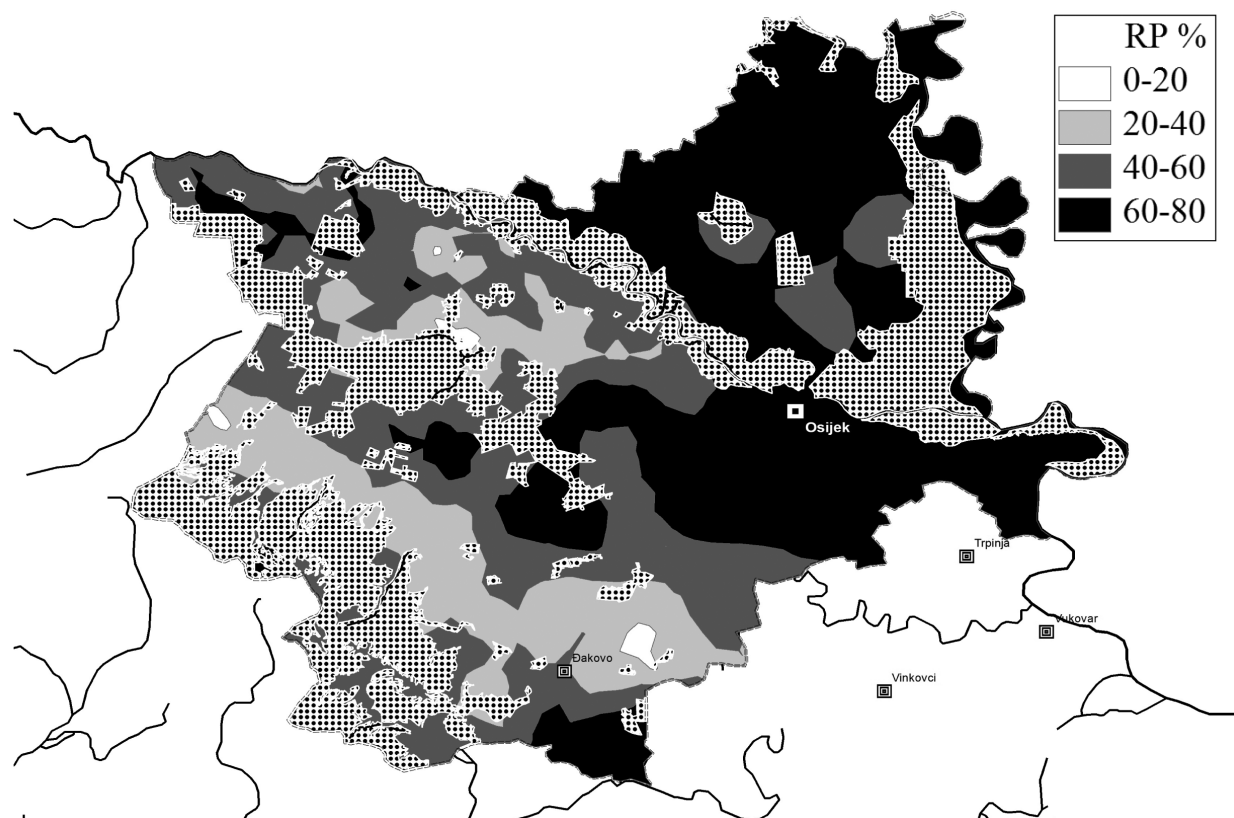 RP %
0-20
20-40
40-60
60-80
Osijek
Trpinja
Vukovar
Đakovo
Vinkovci